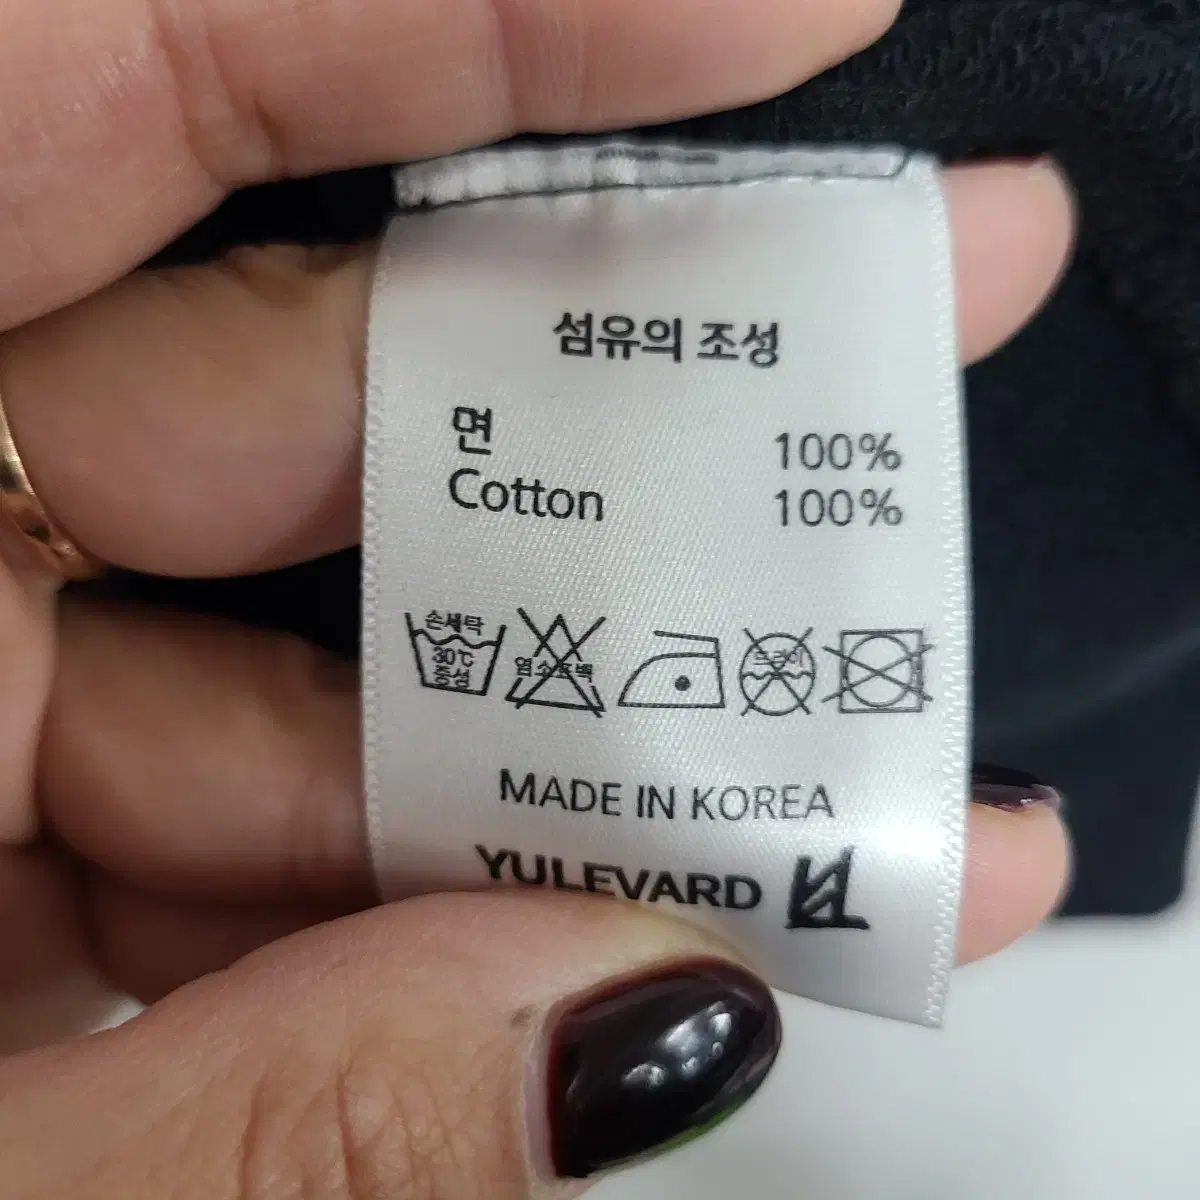 섬유의 조성
면 100%
Cotton 100%
손세탁
30℃
중성
염소표백
드라이
MADE IN KOREA
YULEVARD